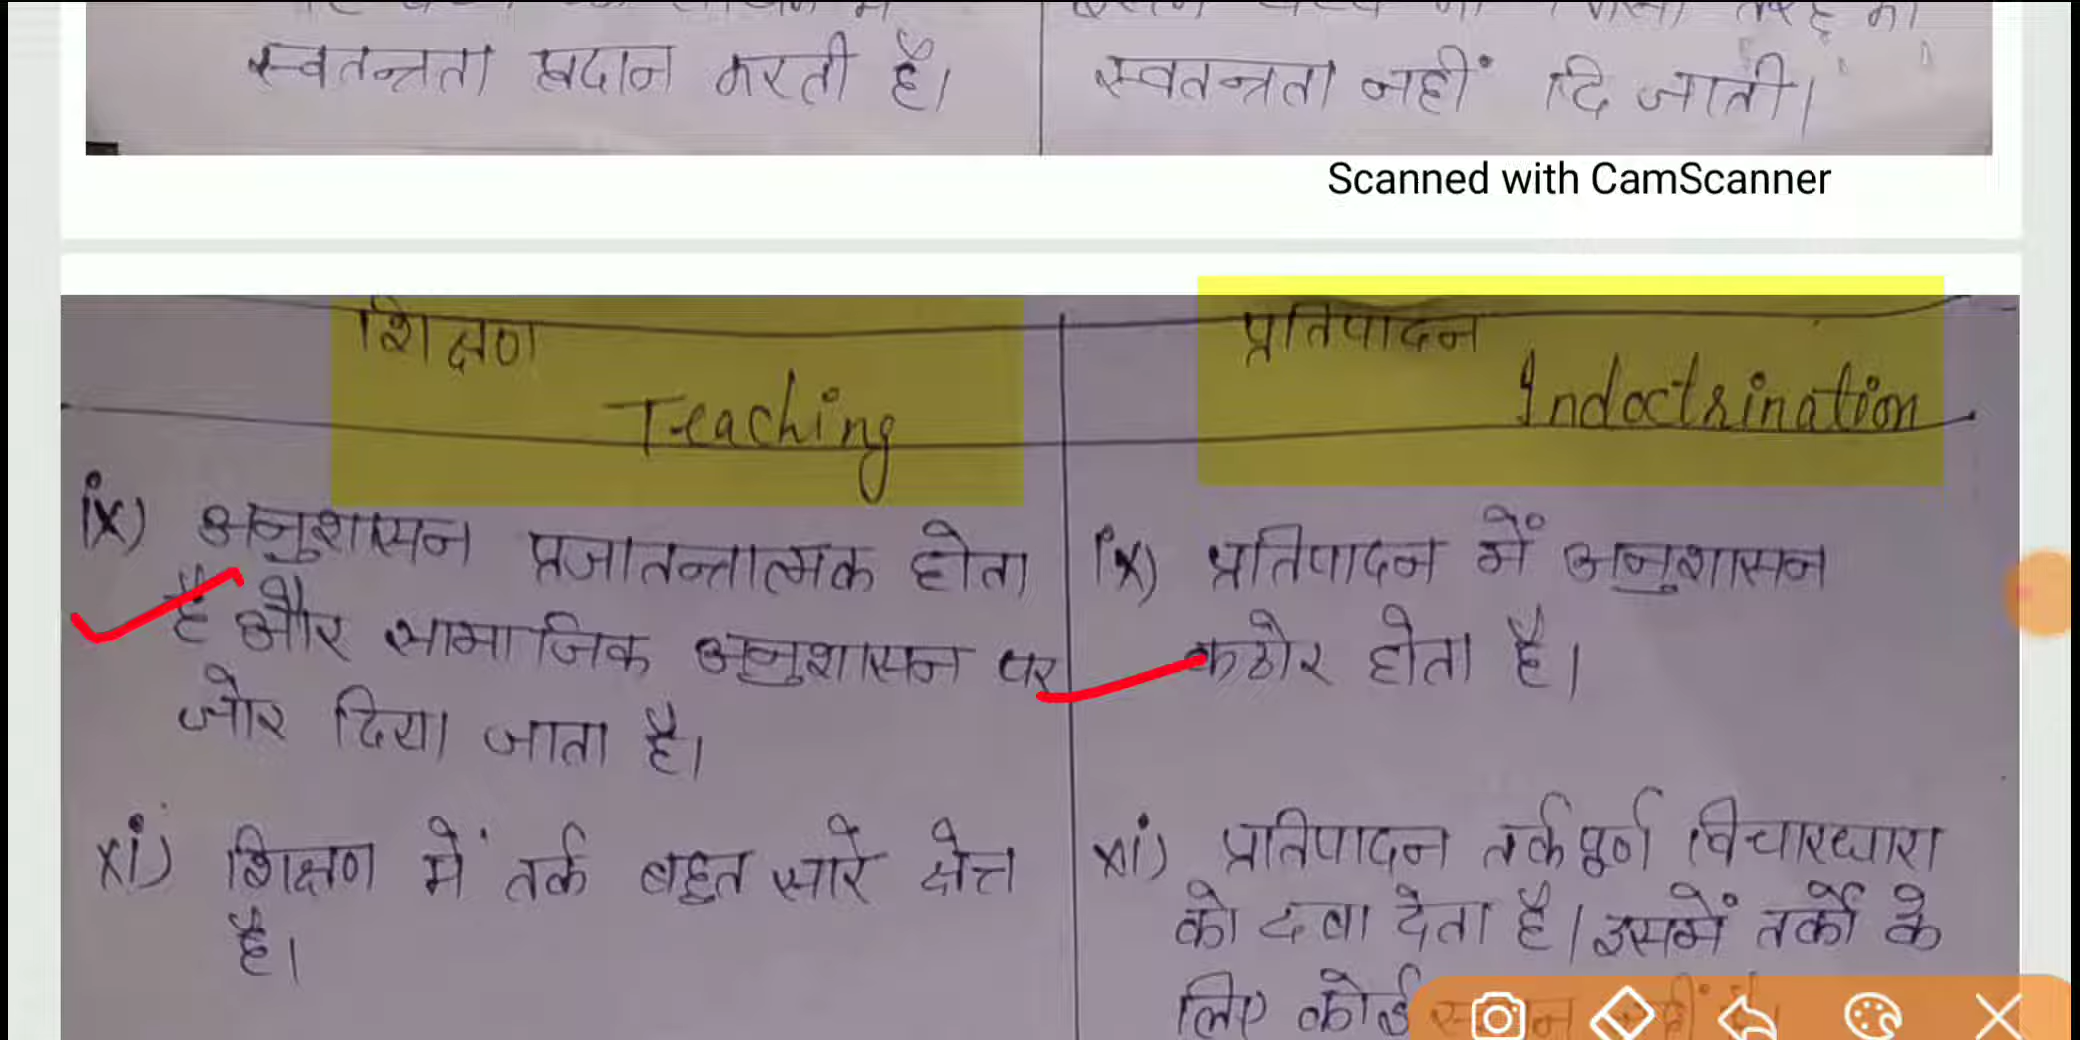 स्वतन्त्रता प्रदान करती है।
स्वतन्त्रता नहीं दि जाती।
Scanned with CamScanner
शिक्षण
Teaching
प्रतिपादन
Indoctrination
ix) अनुशासन प्रजातन्त्रात्मक होता
है और सामाजिक अनुशासन पर
जोर दिया जाता है।
xi) शिक्षण में तर्क बहुत सारे क्षेत्र
है।
ix) प्रतिपादन में अनुशासन
कठोर होता है।
xi) प्रतिपादन तर्कपूर्ण विचारधारा
को दबा देता है। इसमें तर्को के
लिए कोई स्थान नहीं है।